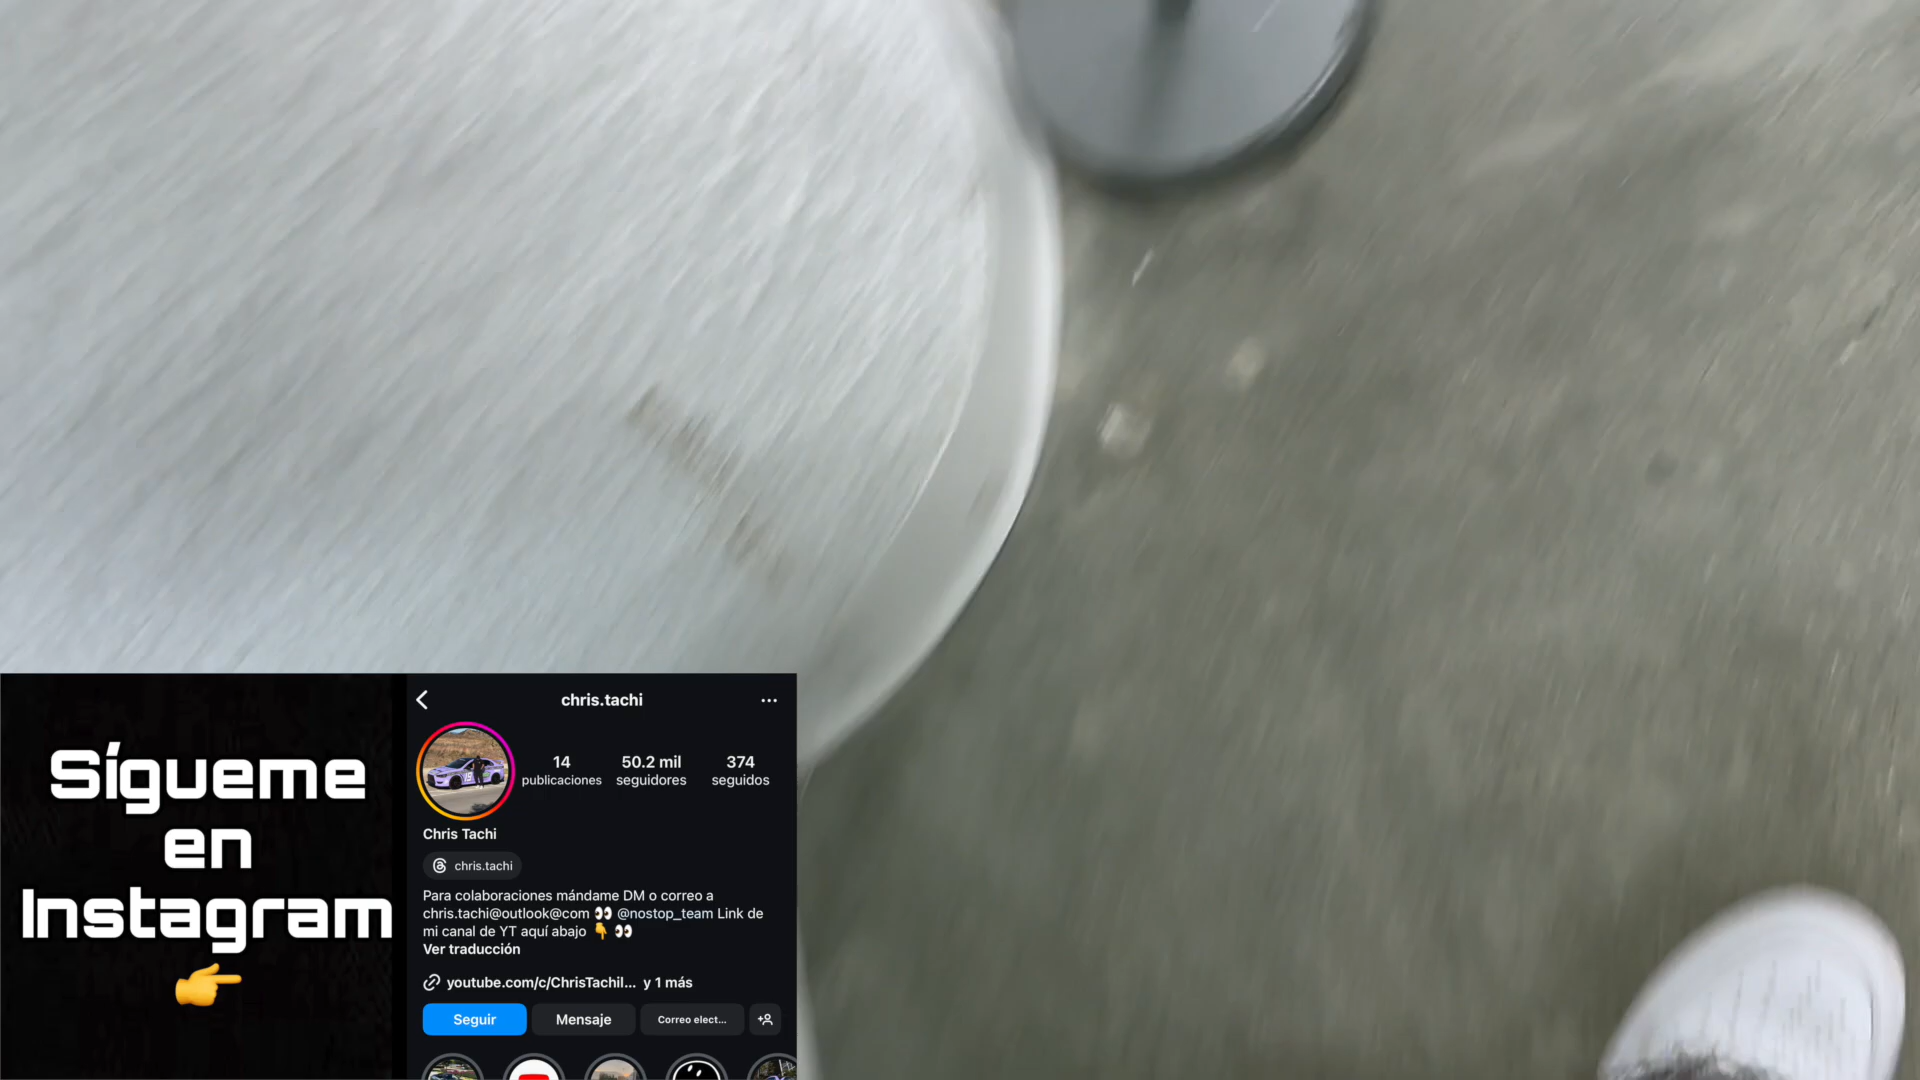 Sígueme
en
Instagram
chris.tachi
14
publicaciones
50.2 mil
seguidores
374
seguidos
Chris Tachi
chris.tachi
Para colaboraciones mándame DM o correo a
chris.tachi@outlook@com 👀 @nostop_team Link de
mi canal de YT aquí abajo 👇 👀
Ver traducción
youtube.com/c/ChrisTachil... y 1 más
Seguir
Mensaje
Correo elect...